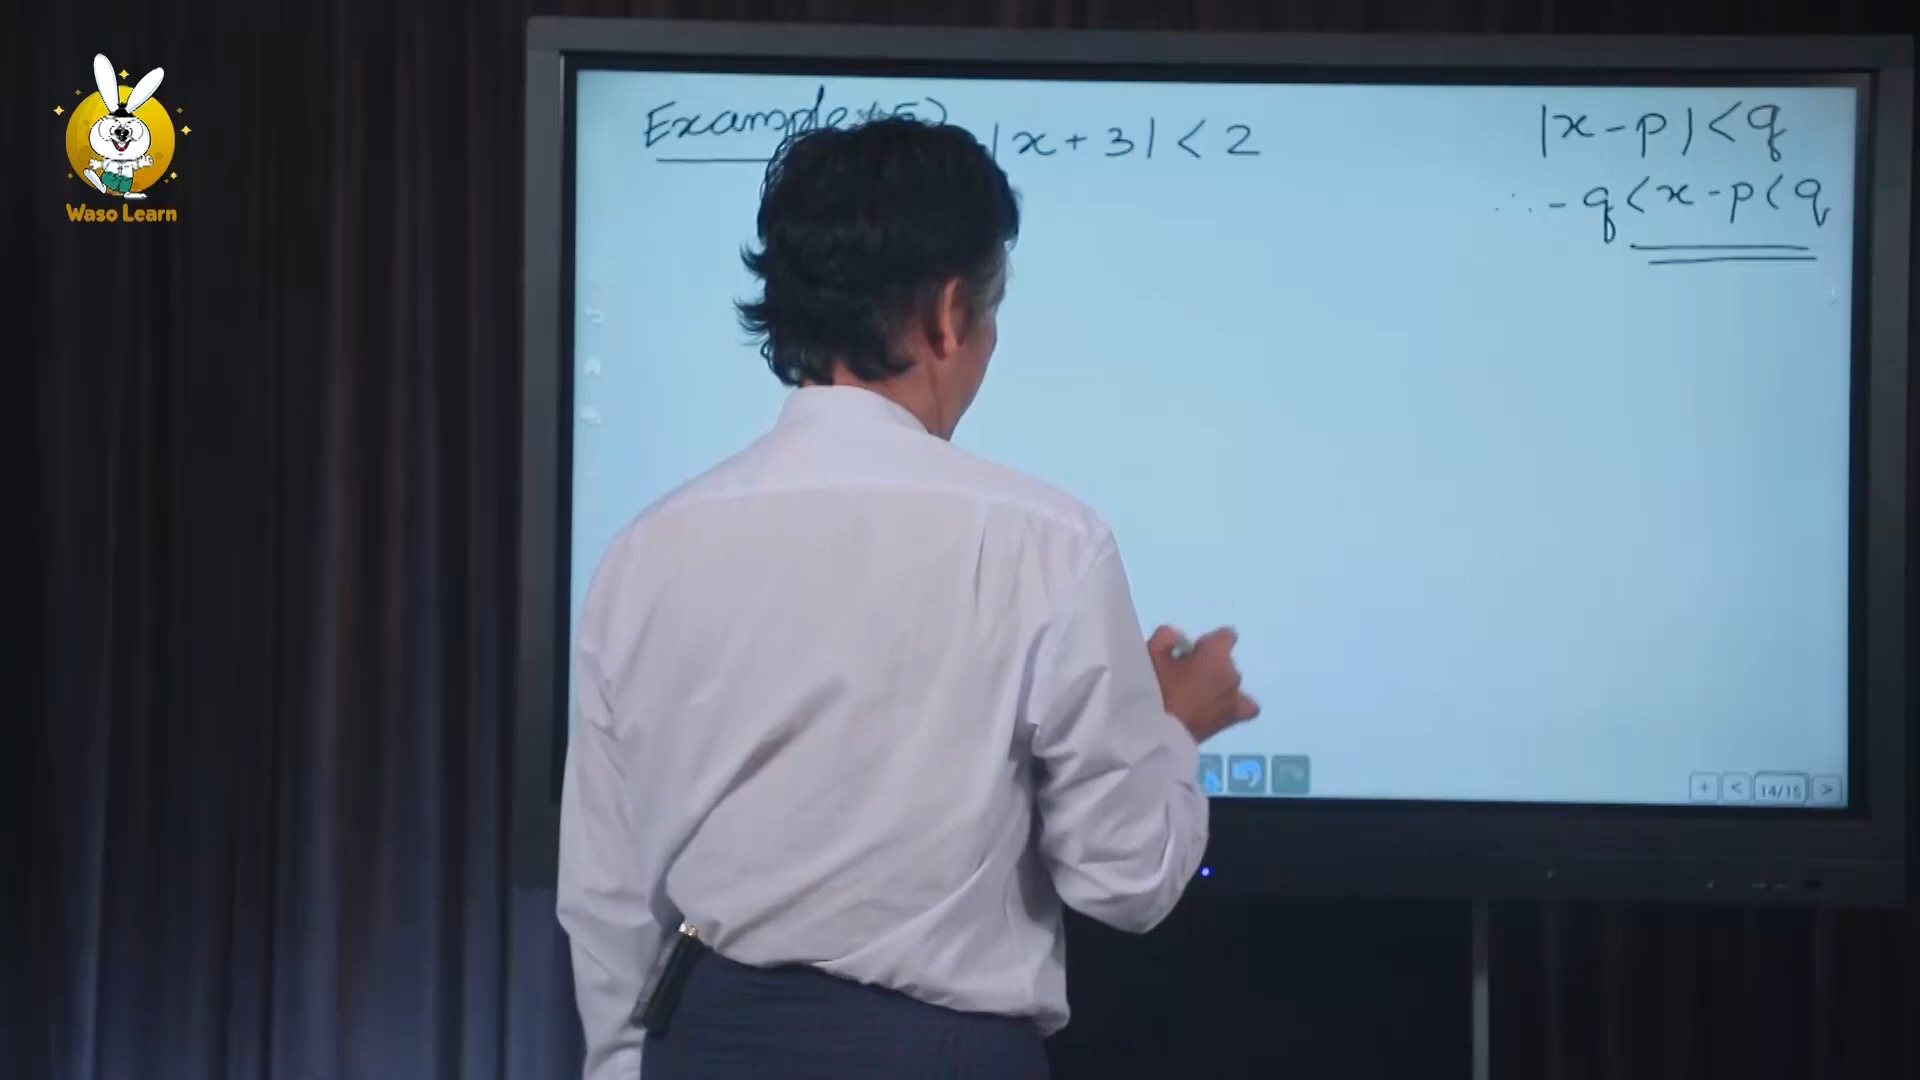 Waso Learn
Example
|x + 3| < 2
|x - p| < q
∴ - q < x - p < q
+ < 14/15 >